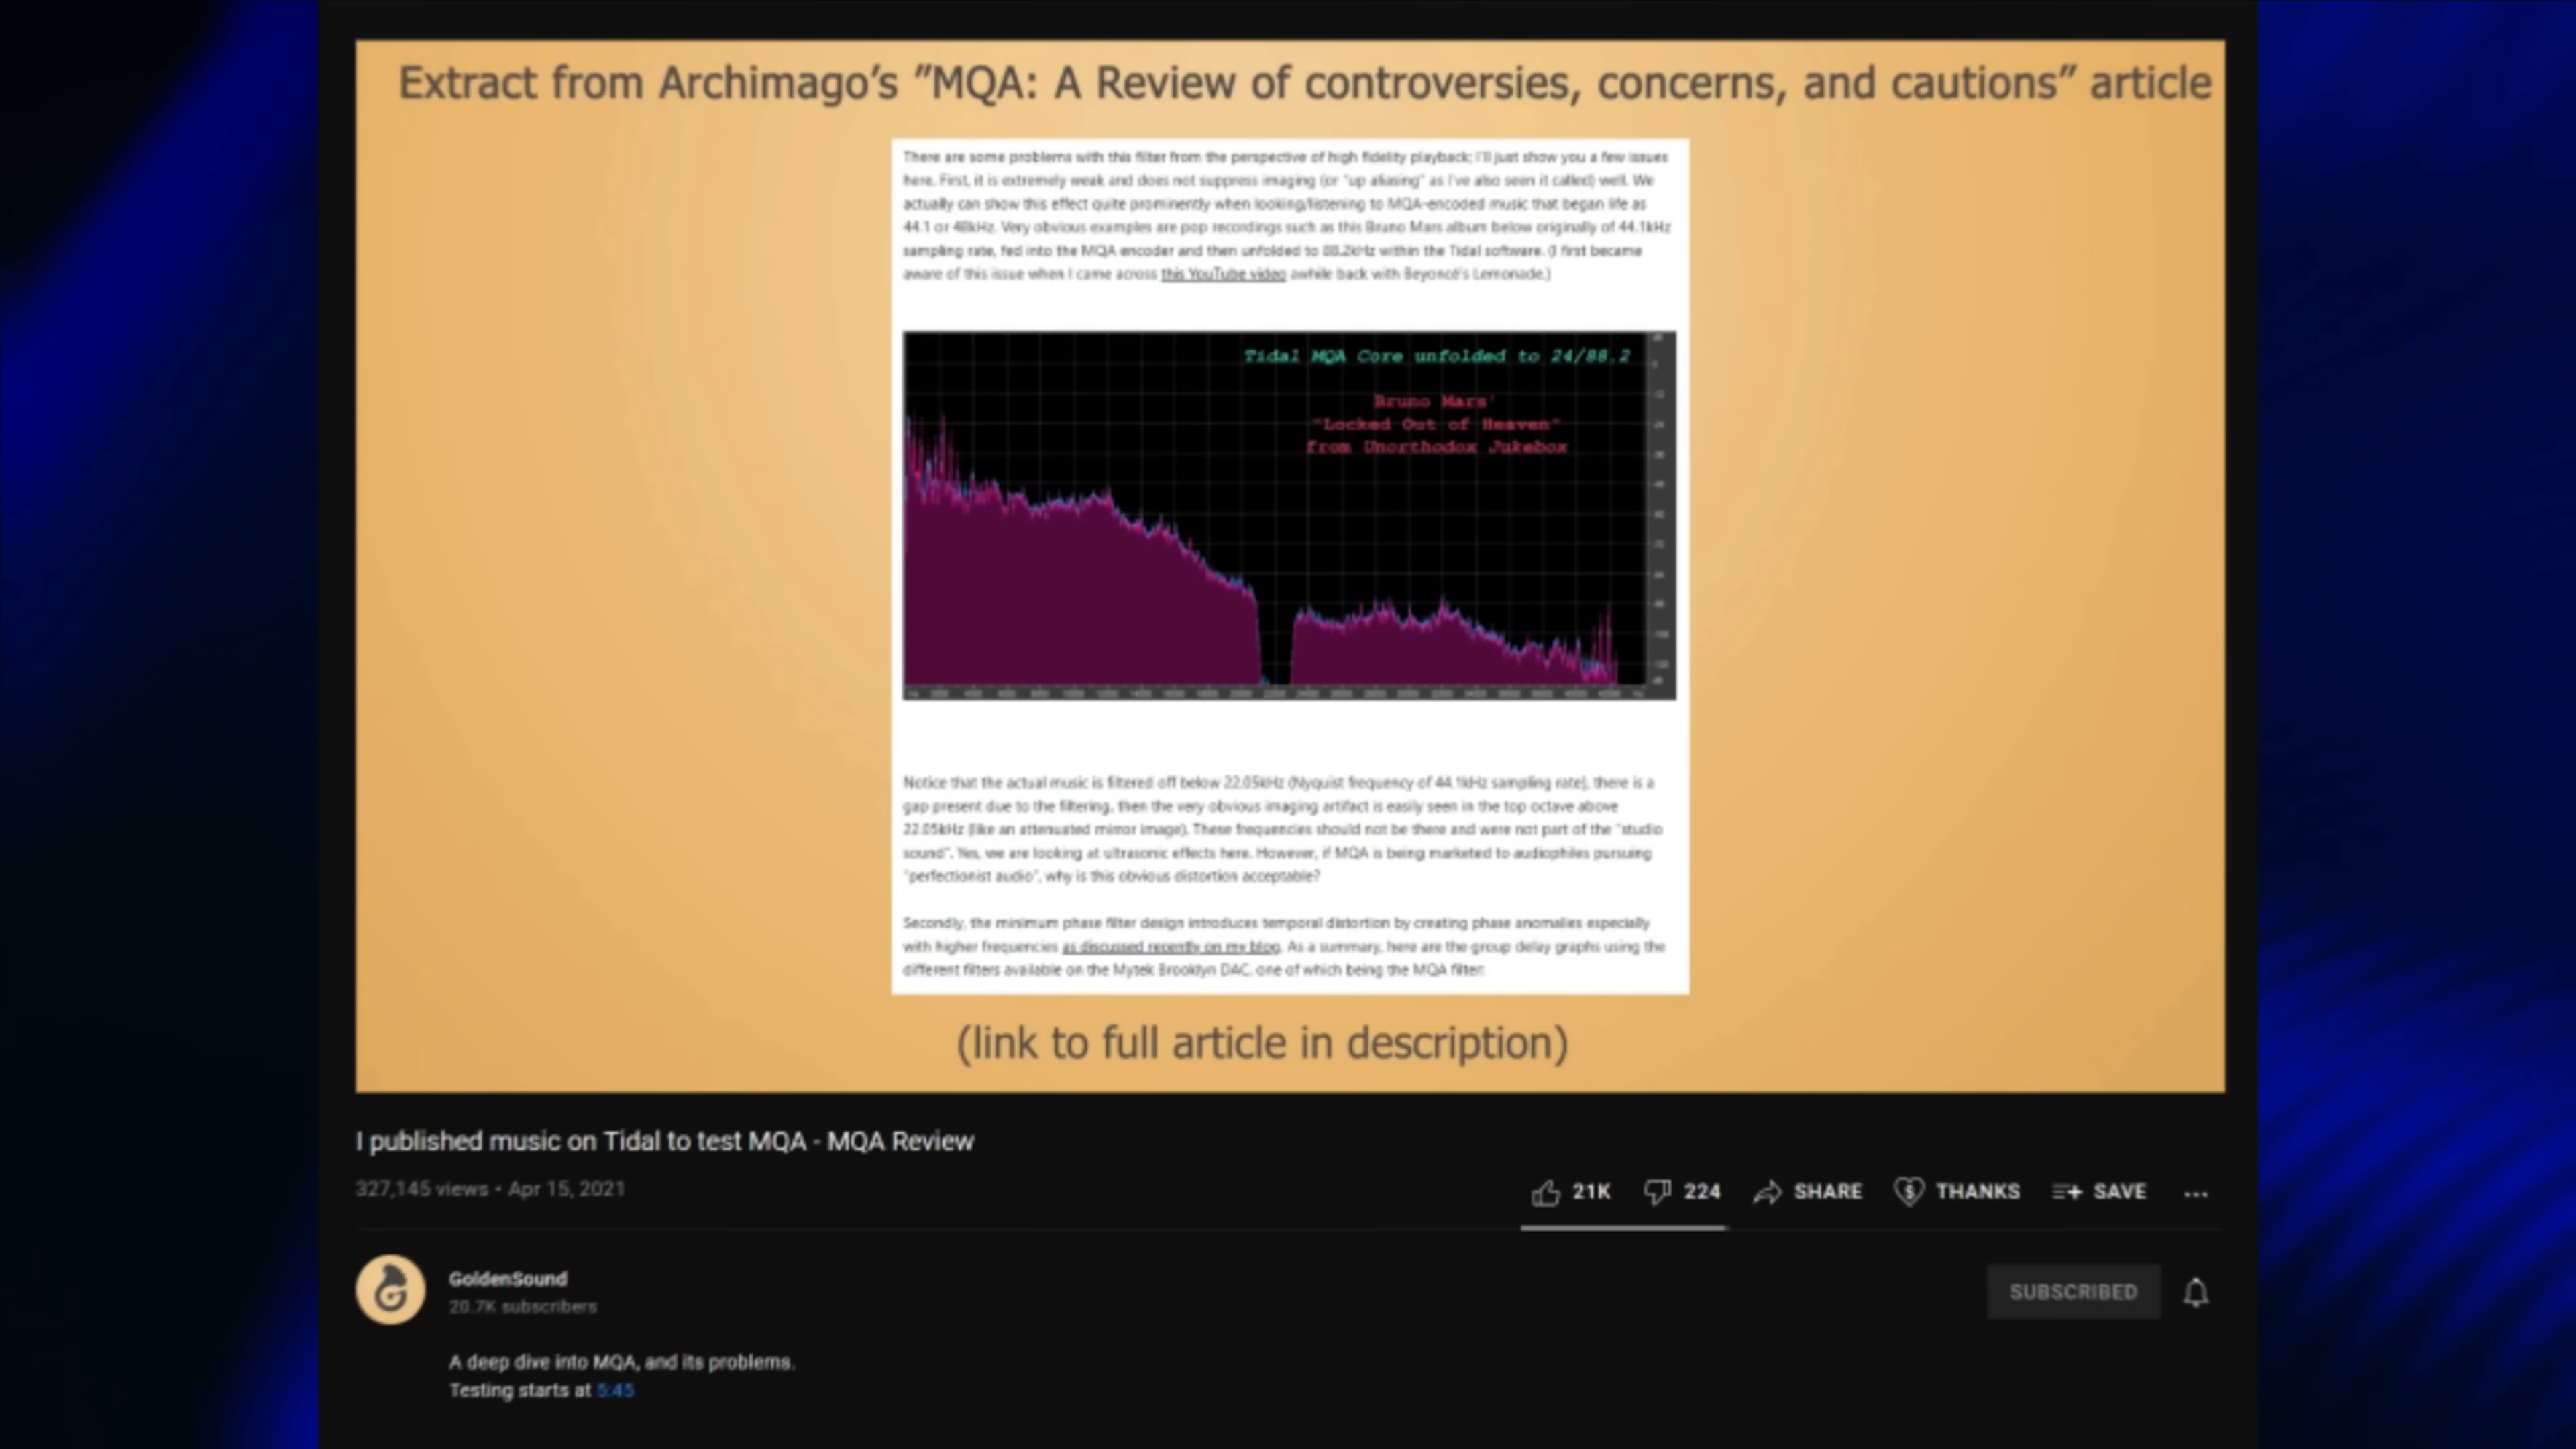 Extract from Archimago's "MQA: A Review of controversies, concerns, and cautions" article
There are some problems with this filter from the perspective of high fidelity playback; I'll just show you a few issues
here. First, it is extremely weak and does not suppress imaging (or "up aliasing" as I've also seen it called) well. We
actually can show this effect quite prominently when looking/listening to MQA-encoded music that began life as
44.1 or 48kHz. Very obvious examples are pop recordings such as this Bruno Mars album below originally of 44.1kHz
sampling rate, fed into the MQA encoder and then unfolded to 88.2kHz within the Tidal software. (I first became
aware of this issue when I came across this YouTube video awhile back with Beyoncé's Lemonade.)
Tidal MQA Core unfolded to 24/88.2
Bruno Mars'
"Locked Out of Heaven"
from Unorthodox Jukebox
Notice that the actual music is filtered off below 22.05kHz (Nyquist frequency of 44.1kHz sampling rate), there is a
gap present due to the filtering, then the very obvious imaging artifact is easily seen in the top octave above
22.05kHz (like an attenuated mirror image). These frequencies should not be there and were not part of the "studio
sound". Yes, we are looking at ultrasonic effects here. However, if MQA is being marketed to audiophiles pursuing
"perfectionist audio", why is this obvious distortion acceptable?
Secondly, the minimum phase filter design introduces temporal distortion by creating phase anomalies especially
with higher frequencies as discussed recently on my blog. As a summary, here are the group delay graphs using the
different filters available on the Mytek Brooklyn DAC, one of which being the MQA filter:
(link to full article in description)
I published music on Tidal to test MQA - MQA Review
327,145 views • Apr 15, 2021
21K 224 SHARE THANKS SAVE ...
GoldenSound
20.7K subscribers
SUBSCRIBED
A deep dive into MQA, and its problems.
Testing starts at 5:45